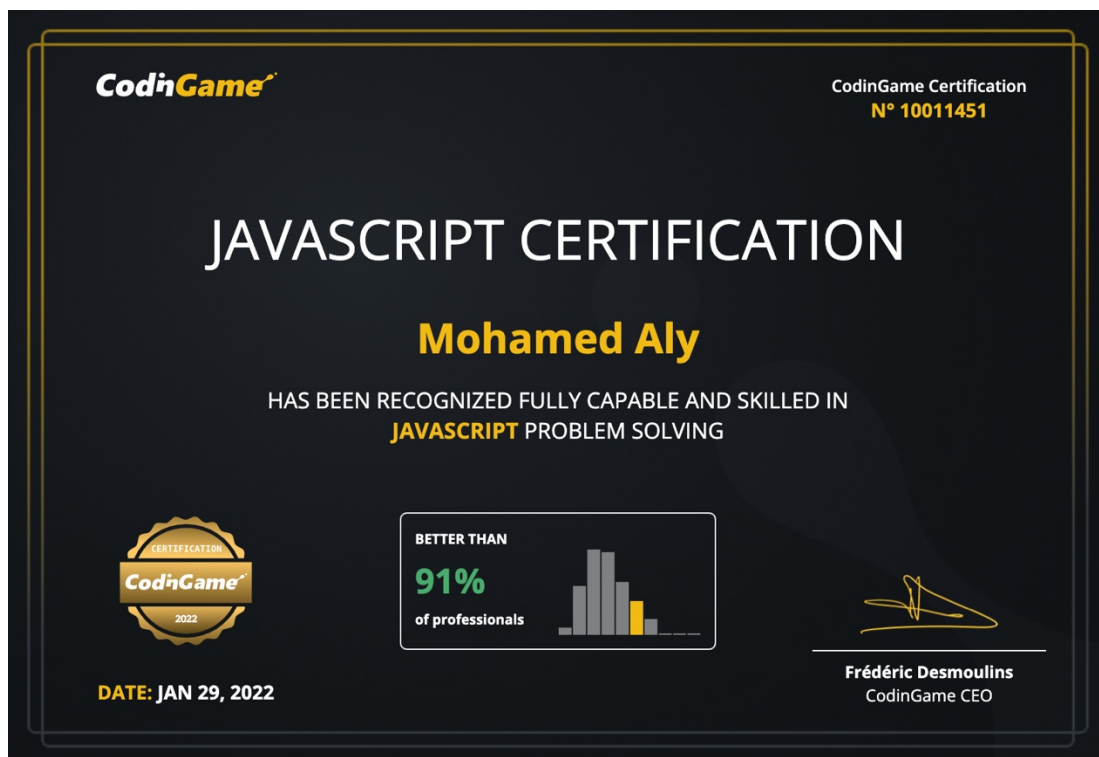 CodinGame
CodinGame Certification
N° 10011451
JAVASCRIPT CERTIFICATION
Mohamed Aly
HAS BEEN RECOGNIZED FULLY CAPABLE AND SKILLED IN
JAVASCRIPT PROBLEM SOLVING
CERTIFICATION
CodinGame
2022
BETTER THAN
91%
of professionals
Frédéric Desmoulins
CodinGame CEO
DATE: JAN 29, 2022